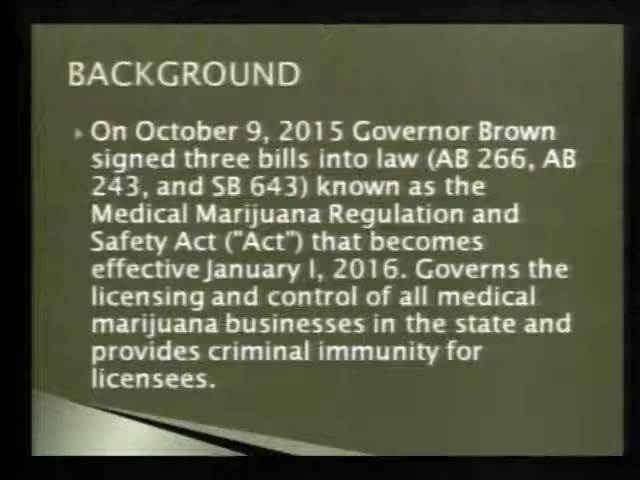 BACKGROUND
On October 9, 2015 Governor Brown
signed three bills into law (AB 266, AB
243, and SB 643) known as the
Medical Marijuana Regulation and
Safety Act ("Act") that becomes
effective January 1, 2016. Governs the
licensing and control of all medical
marijuana businesses in the state and
provides criminal immunity for
licensees.